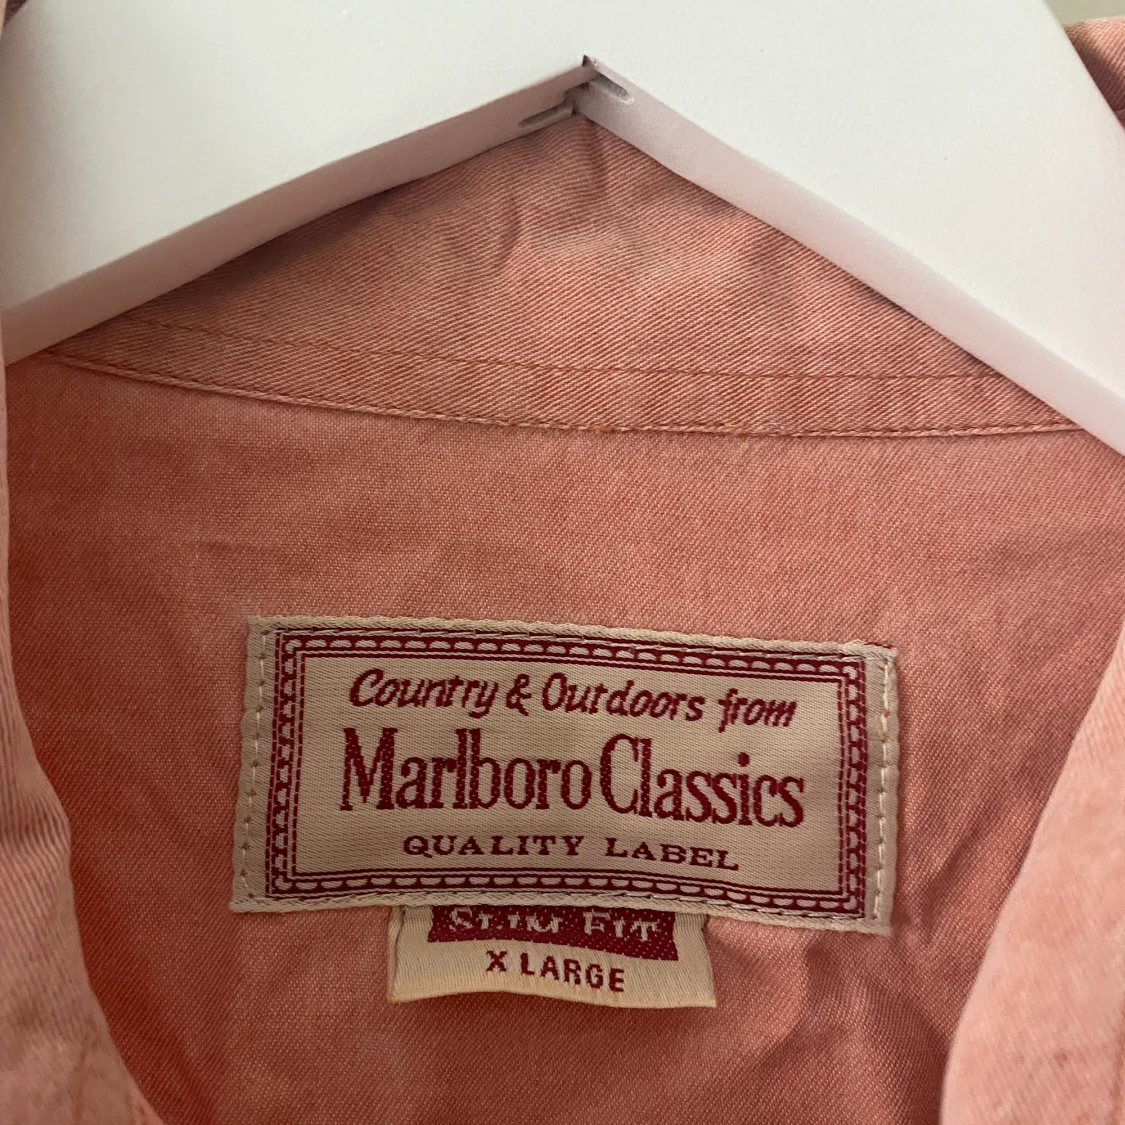 Country & Outdoors from
Marlboro Classics
QUALITY LABEL
SLIM FIT
X LARGE